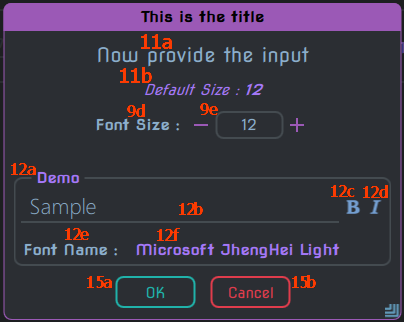 This is the title
11a
Now provide the input
11b
Default Size : 12
9d 9e
Font Size : − 12 +
12a
Demo
12c 12d
Sample 12b B I
12e 12f
Font Name : Microsoft JhengHei Light
15a OK Cancel 15b